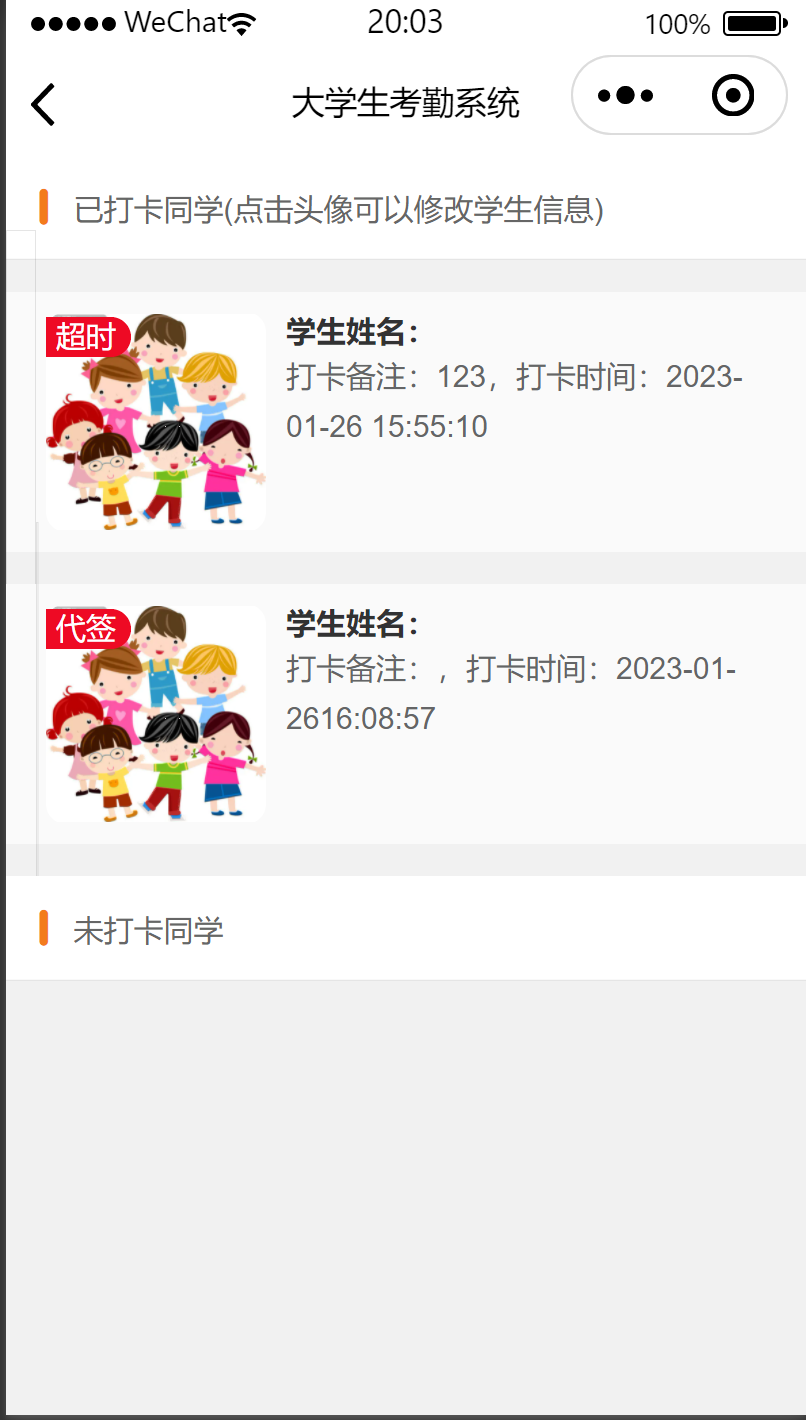 WeChat 20:03 100%
大学生考勤系统
已打卡同学(点击头像可以修改学生信息)
超时
学生姓名：
打卡备注：123，打卡时间：2023-
01-26 15:55:10
代签
学生姓名：
打卡备注：，打卡时间：2023-01-
2616:08:57
未打卡同学